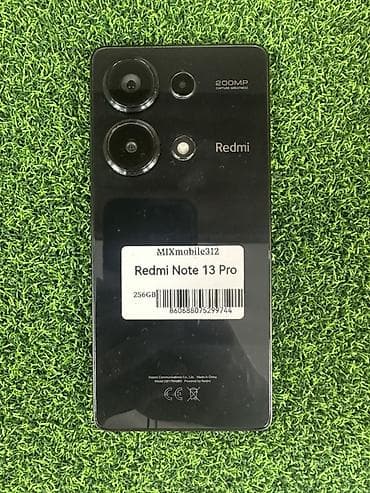 200MP
Redmi
MIXmobile312
Redmi Note 13 Pro
256GB
860688075299744